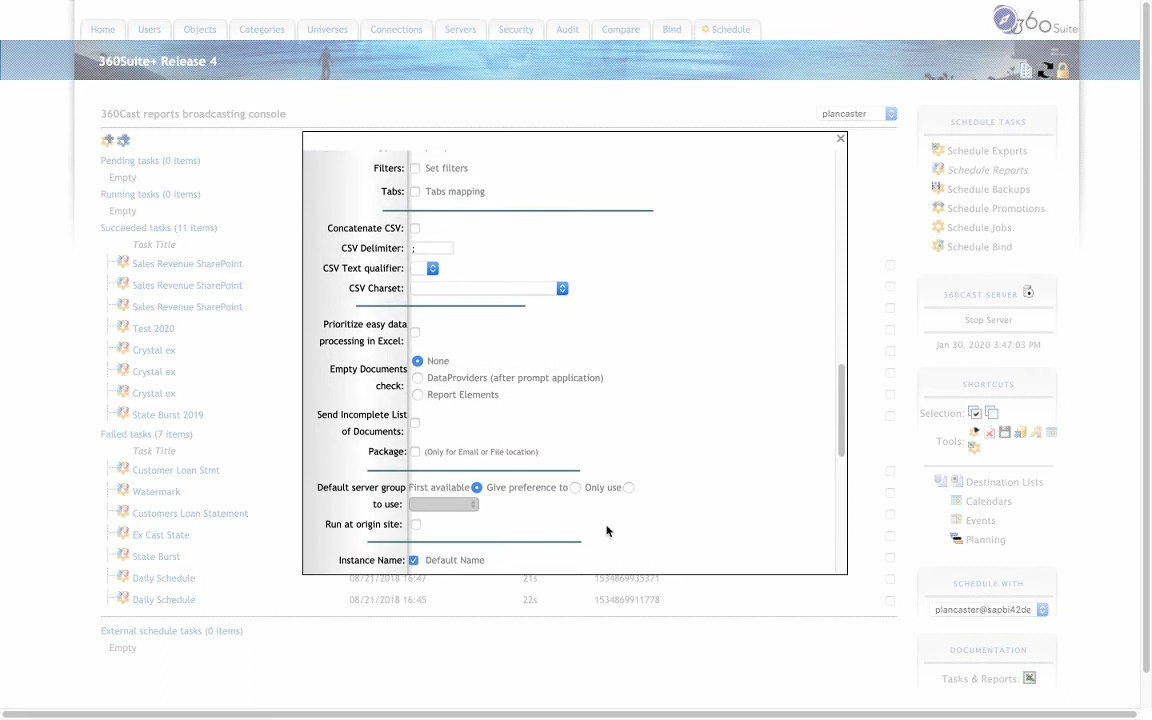 Home Users Objects Categories Universes Connections Servers Security Audit Compare Bind Schedule
360Suite
360Suite+ Release 4
360Cast reports broadcasting console
plancaster
Pending tasks (0 items)
Empty
Running tasks (0 items)
Empty
Succeeded tasks (11 items)
Task Title
Sales Revenue SharePoint
Sales Revenue SharePoint
Sales Revenue SharePoint
Test 2020
Crystal ex
Crystal ex
Crystal ex
State Burst 2019
Failed tasks (7 items)
Task Title
Customer Loan Stmt
Watermark
Customers Loan Statement
Ex Cast State
State Burst
Daily Schedule 08/21/2018 16:47 21s 1534869935371
Daily Schedule 08/21/2018 16:45 22s 1534869911778
External schedule tasks (0 items)
Empty
Filters: Set filters
Tabs: Tabs mapping
Concatenate CSV:
CSV Delimiter: ;
CSV Text qualifier:
CSV Charset:
Prioritize easy data
processing in Excel:
None
Empty Documents
check:
DataProviders (after prompt application)
Report Elements
Send Incomplete List
of Documents:
Package: (Only for Email or File location)
Default server group First available Give preference to Only use
to use:
Run at origin site:
Instance Name: Default Name
SCHEDULE TASKS
Schedule Exports
Schedule Reports
Schedule Backups
Schedule Promotions
Schedule Jobs
Schedule Bind
360CAST SERVER
Stop Server
Jan 30, 2020 3:47:03 PM
SHORTCUTS
Selection:
Tools:
Destination Lists
Calendars
Events
Planning
SCHEDULE WITH
plancaster@sapbi42de
DOCUMENTATION
Tasks & Reports: